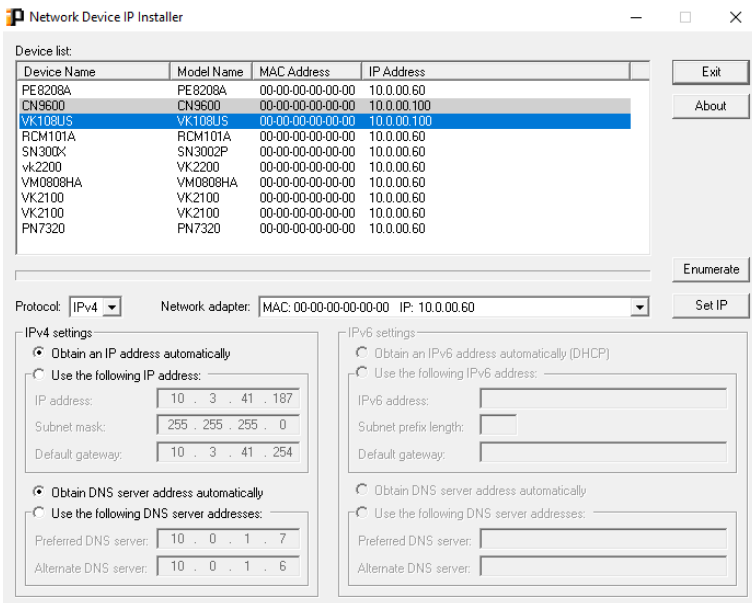 Network Device IP Installer
Device list:
Device Name Model Name MAC Address IP Address
PE8208A PE8208A 00-00-00-00-00-00 10.0.00.60
CN9600 CN9600 00-00-00-00-00-00 10.0.00.100
VK108US VK108US 00-00-00-00-00-00 10.0.00.100
RCM101A RCM101A 00-00-00-00-00-00 10.0.00.60
SN300X SN3002P 00-00-00-00-00-00 10.0.00.60
vk2200 VK2200 00-00-00-00-00-00 10.0.00.60
VM0808HA VM0808HA 00-00-00-00-00-00 10.0.00.60
VK2100 VK2100 00-00-00-00-00-00 10.0.00.60
VK2100 VK2100 00-00-00-00-00-00 10.0.00.60
PN7320 PN7320 00-00-00-00-00-00 10.0.00.60
Exit
About
Enumerate
Protocol: IPv4 Network adapter: MAC: 00-00-00-00-00-00 IP: 10.0.00.60 Set IP
IPv4 settings
Obtain an IP address automatically
Use the following IP address:
IP address: 10 . 3 . 41 . 187
Subnet mask: 255 . 255 . 255 . 0
Default gateway: 10 . 3 . 41 . 254
Obtain DNS server address automatically
Use the following DNS server addresses:
Preferred DNS server: 10 . 0 . 1 . 7
Alternate DNS server: 10 . 0 . 1 . 6
IPv6 settings
Obtain an IPv6 address automatically (DHCP)
Use the following IPv6 address:
IPv6 address:
Subnet prefix length:
Default gateway:
Obtain DNS server address automatically
Use the following DNS server addresses:
Preferred DNS server:
Alternate DNS server: